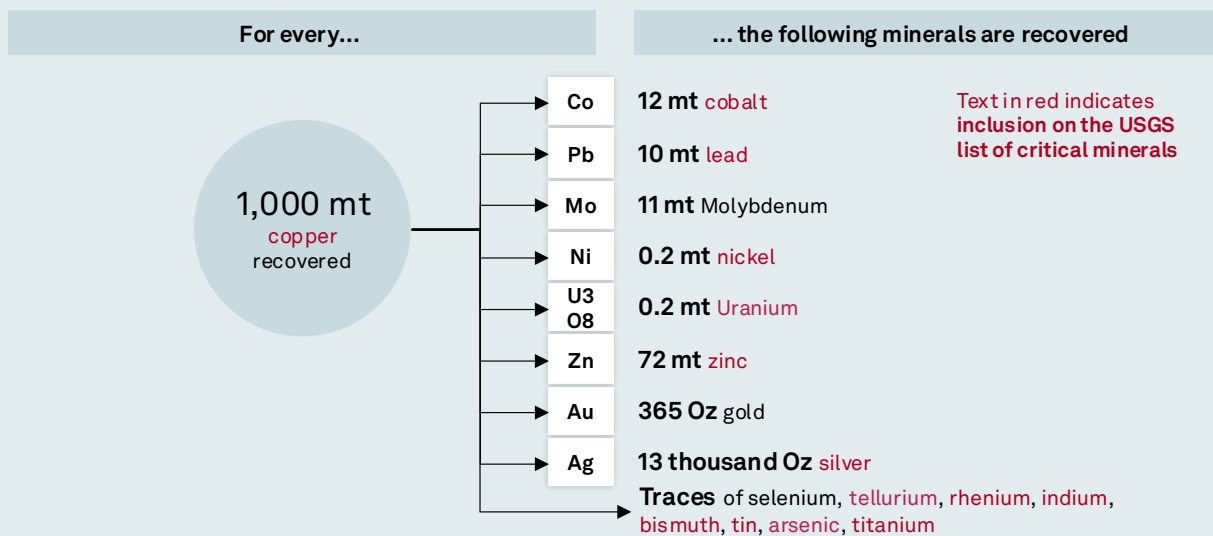 For every...
... the following minerals are recovered
1,000 mt
copper
recovered
Co
12 mt cobalt
Pb
10 mt lead
Mo
11 mt Molybdenum
Ni
0.2 mt nickel
U3
O8
0.2 mt Uranium
Zn
72 mt zinc
Au
365 Oz gold
Ag
13 thousand Oz silver
Traces of selenium, tellurium, rhenium, indium,
bismuth, tin, arsenic, titanium
Text in red indicates
inclusion on the USGS
list of critical minerals